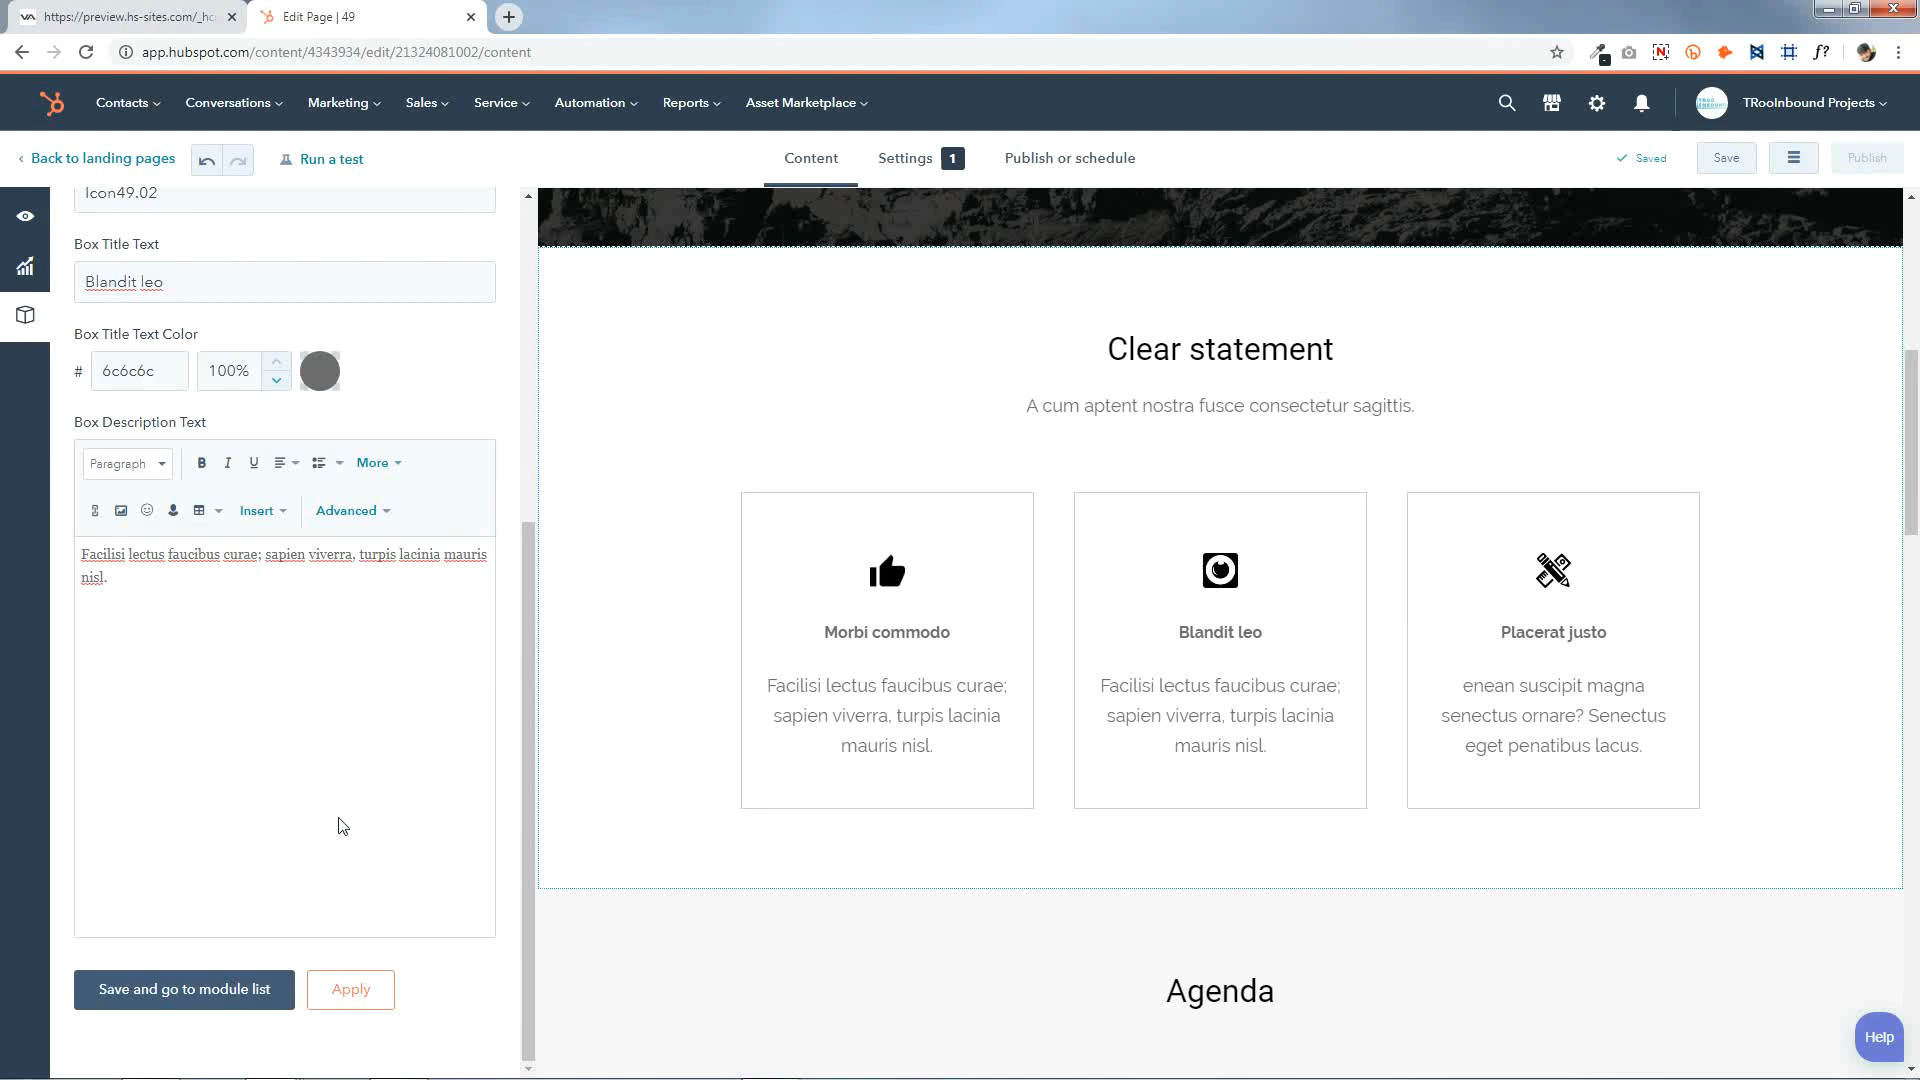 https://preview.hs-sites.com/_hc
Edit Page | 49
app.hubspot.com/content/4343934/edit/21324081002/content
Contacts
Conversations
Marketing
Sales
Service
Automation
Reports
Asset Marketplace
TRooInbound Projects
Back to landing pages
Run a test
Content
Settings 1
Publish or schedule
Saved
Save
Publish
Icon49.02
Box Title Text
Blandit leo
Box Title Text Color
# 6c6c6c 100%
Box Description Text
Paragraph B I U More
Insert Advanced
Facilisi lectus faucibus curae; sapien viverra, turpis lacinia mauris
nisl.
Save and go to module list
Apply
Clear statement
A cum aptent nostra fusce consectetur sagittis.
Morbi commodo
Facilisi lectus faucibus curae;
sapien viverra, turpis lacinia
mauris nisl.
Blandit leo
Facilisi lectus faucibus curae;
sapien viverra, turpis lacinia
mauris nisl.
Placerat justo
enean suscipit magna
senectus ornare? Senectus
eget penatibus lacus.
Agenda
Help